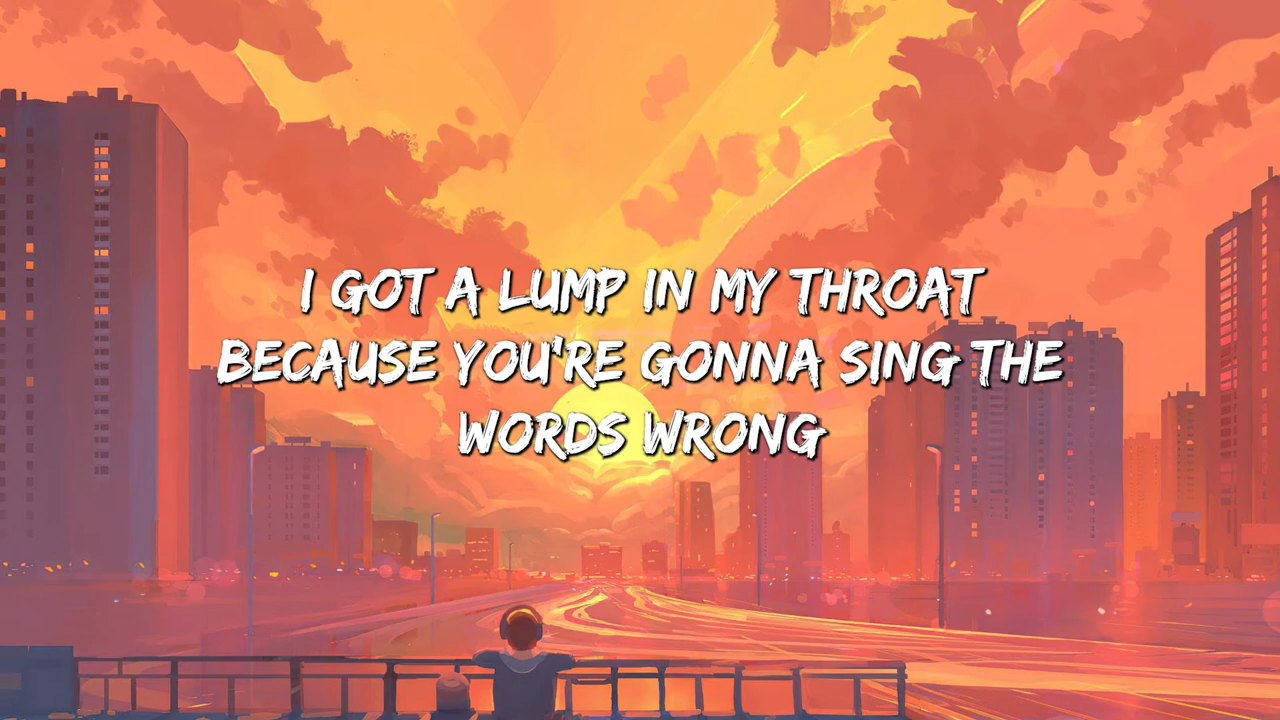 I GOT A LUMP IN MY THROAT
BECAUSE YOU'RE GONNA SING THE
WORDS WRONG